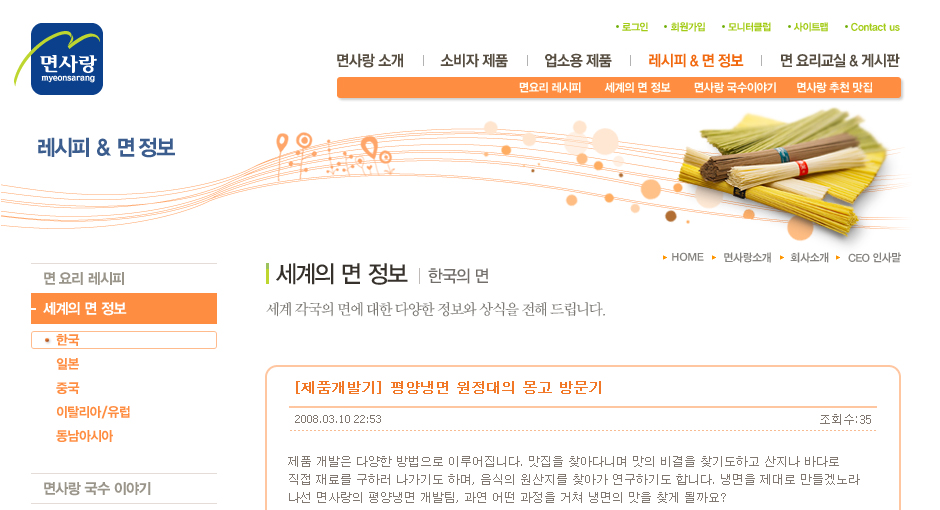 로그인 회원가입 모니터클럽 사이트맵 Contact us
면사랑
myeonsarang
면사랑 소개 소비자 제품 업소용 제품 레시피 & 면 정보 면 요리교실 & 게시판
면요리 레시피 세계의 면 정보 면사랑 국수이야기 면사랑 추천 맛집
레시피 & 면 정보
HOME 면사랑소개 회사소개 CEO 인사말
면 요리 레시피
세계의 면 정보
한국
일본
중국
이탈리아/유럽
동남아시아
면사랑 국수 이야기
세계의 면 정보 한국의 면
세계 각국의 면에 대한 다양한 정보와 상식을 전해 드립니다.
[제품개발기] 평양냉면 원정대의 몽고 방문기
2008.03.10 22:53 조회수:35
제품 개발은 다양한 방법으로 이루어집니다. 맛집을 찾아다니며 맛의 비결을 찾기도하고 산지나 바다로
직접 재료를 구하러 나가기도 하며, 음식의 원산지를 찾아가 연구하기도 합니다. 냉면을 제대로 만들겠노라
나선 면사랑의 평양냉면 개발팀, 과연 어떤 과정을 거쳐 냉면의 맛을 찾게 될까요?